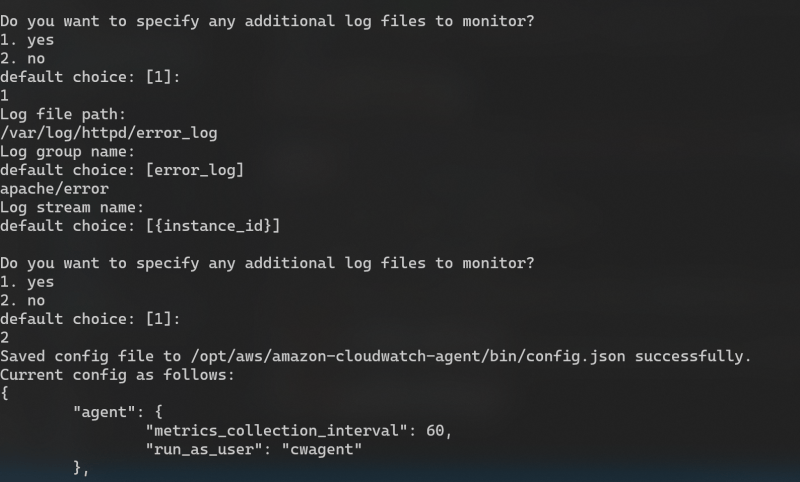 Do you want to specify any additional log files to monitor?
1. yes
2. no
default choice: [1]:
1
Log file path:
/var/log/httpd/error_log
Log group name:
default choice: [error_log]
apache/error
Log stream name:
default choice: [{instance_id}]
Do you want to specify any additional log files to monitor?
1. yes
2. no
default choice: [1]:
2
Saved config file to /opt/aws/amazon-cloudwatch-agent/bin/config.json successfully.
Current config as follows:
{
        "agent": {
                "metrics_collection_interval": 60,
                "run_as_user": "cwagent"
        },